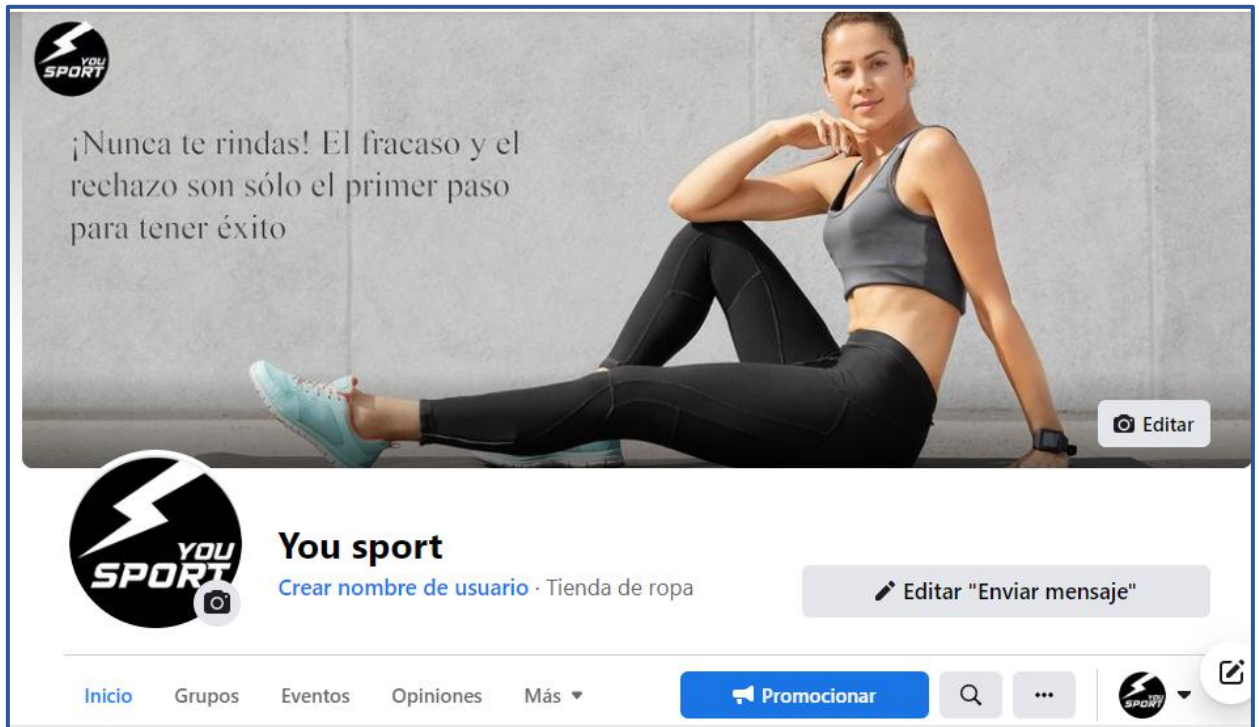 YOU
SPORT
¡Nunca te rindas! El fracaso y el
rechazo son sólo el primer paso
para tener éxito
Editar
YOU
SPORT
You sport
Crear nombre de usuario · Tienda de ropa
Editar "Enviar mensaje"
Inicio Grupos Eventos Opiniones Más Promocionar
YOU
SPORT